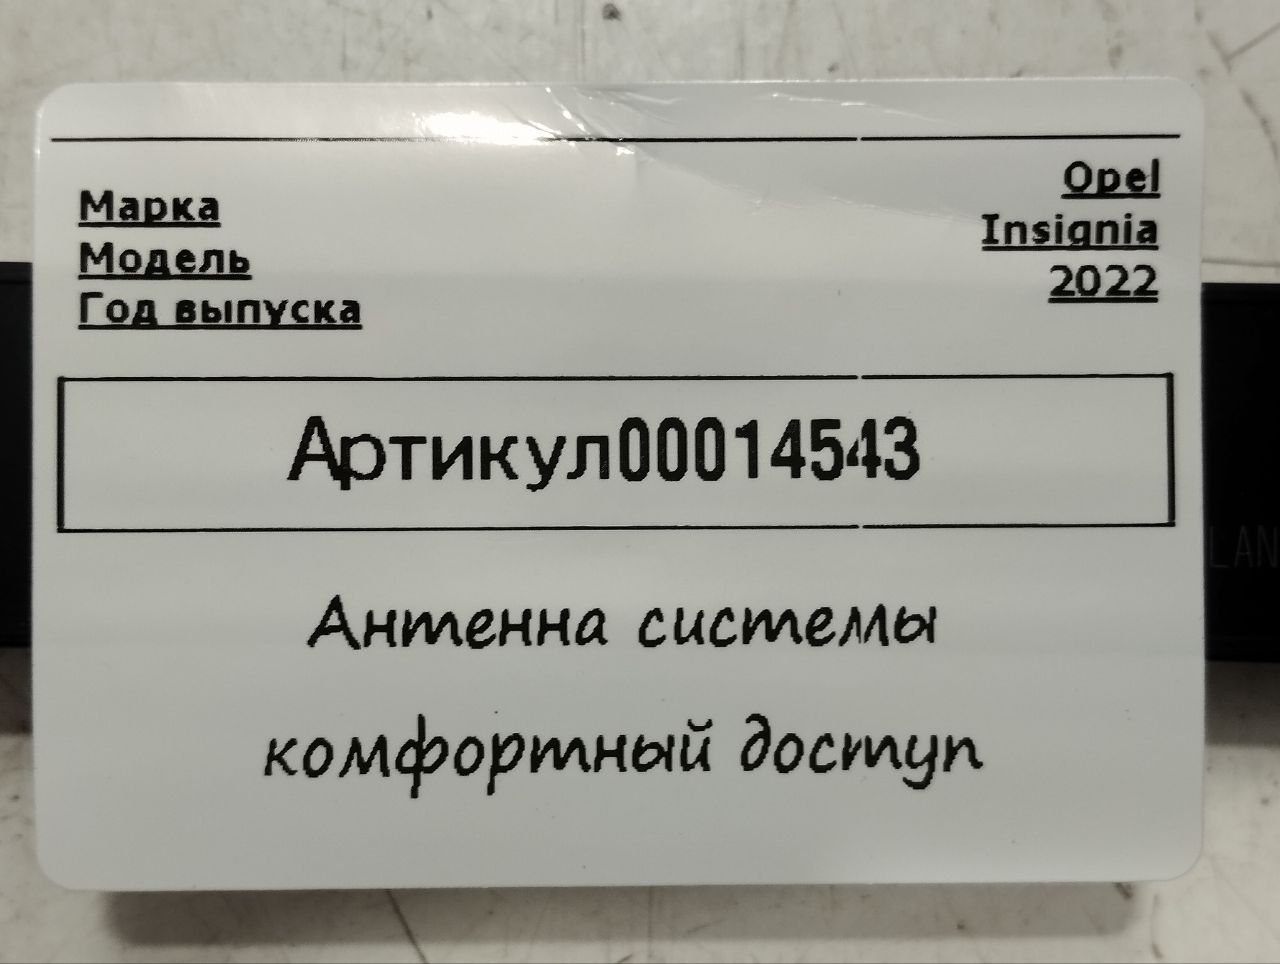 Марка Opel
Модель Insignia
Год выпуска 2022
Артикул00014543
Антенна системы
комфортный доступ